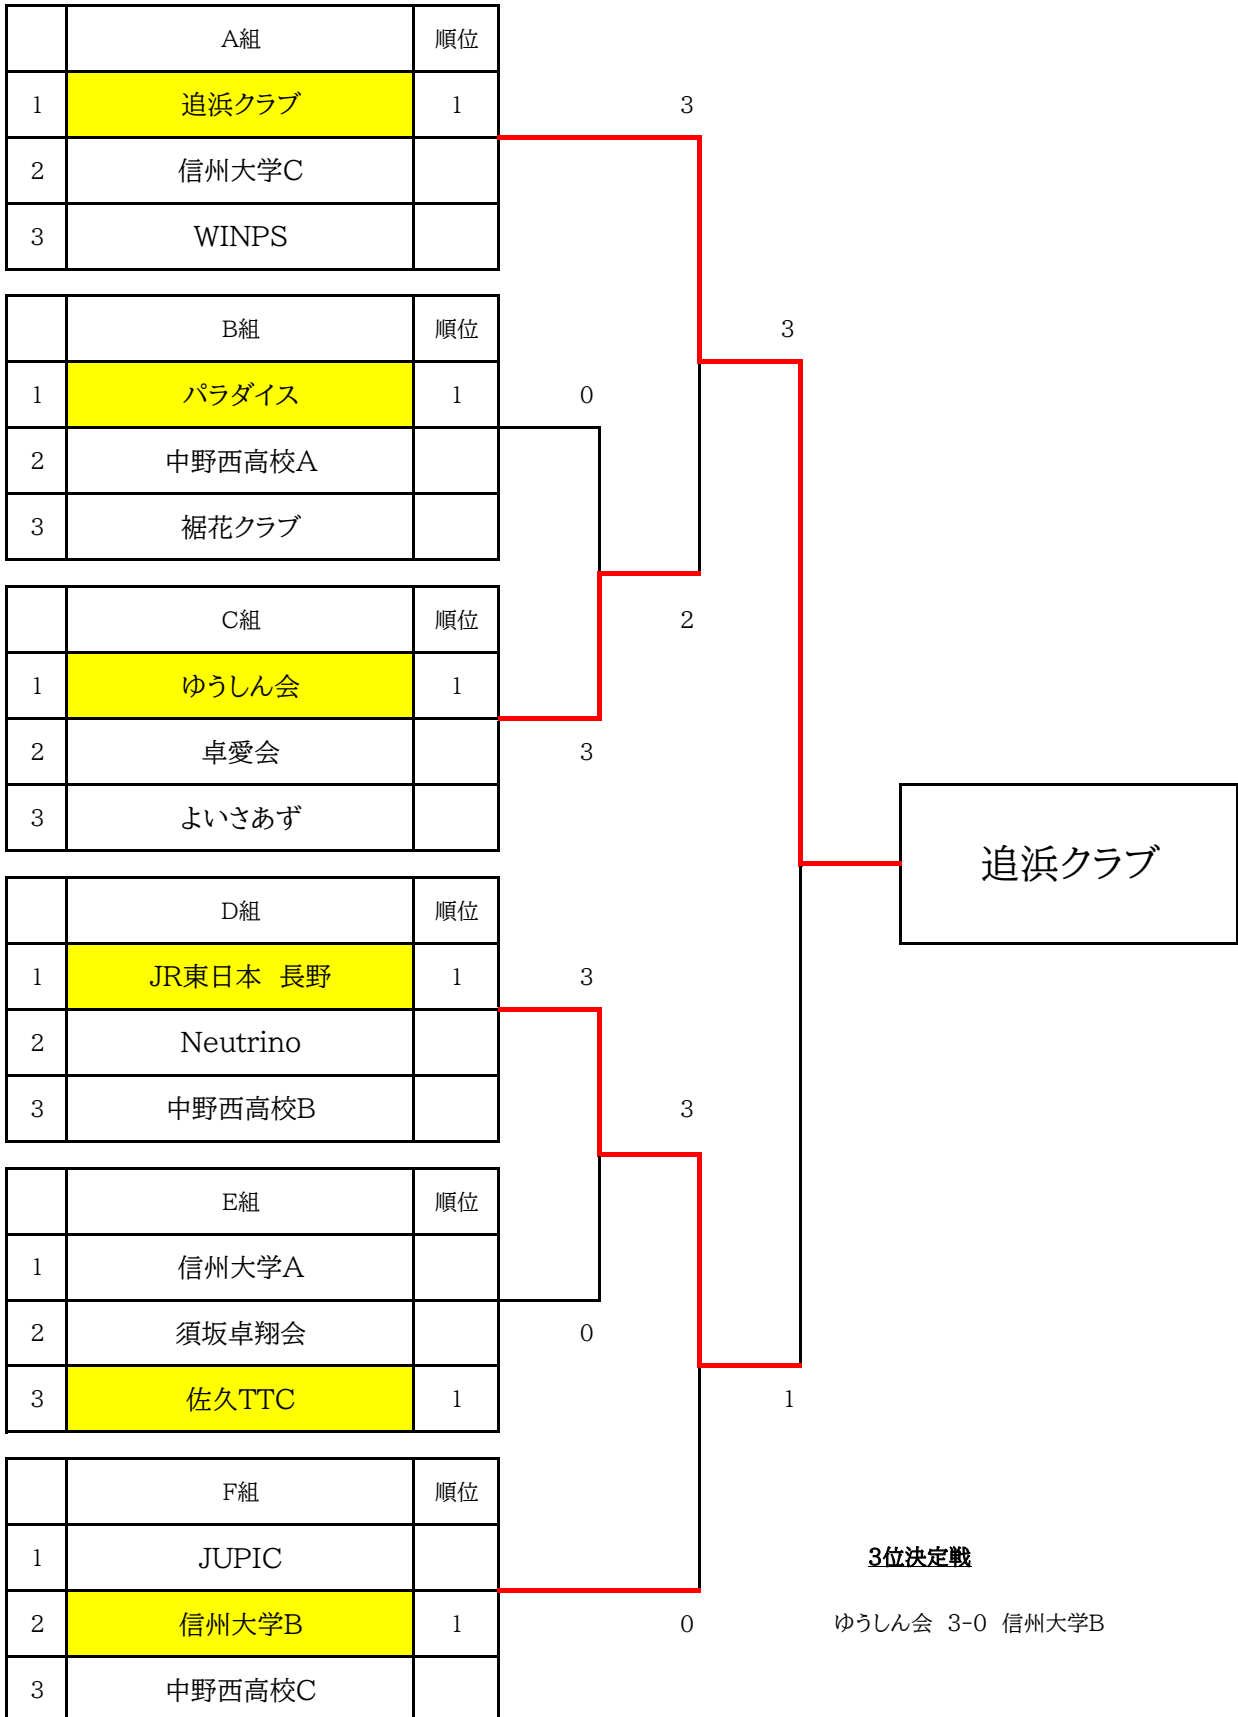 A組 順位
1 追浜クラブ 1 3
2 信州大学C
3 WINPS
B組 順位 3
1 パラダイス 1 0
2 中野西高校A
3 裾花クラブ
C組 順位 2
1 ゆうしん会 1
2 卓愛会 3
3 よいさあず
追浜クラブ
D組 順位
1 JR東日本 長野 1 3
2 Neutrino
3 中野西高校B 3
E組 順位
1 信州大学A
2 須坂卓翔会 0
3 佐久TTC 1 1
F組 順位
1 JUPIC 3位決定戦
2 信州大学B 1 0 ゆうしん会 3-0 信州大学B
3 中野西高校C